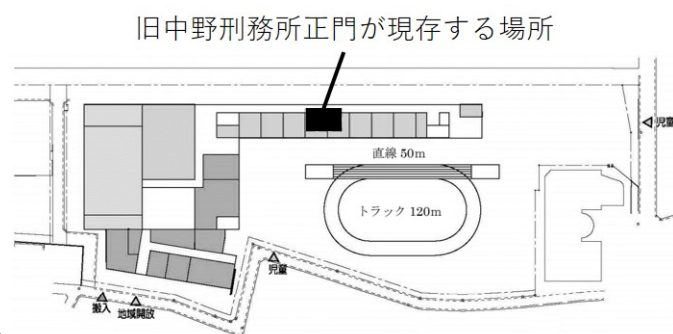 旧中野刑務所正門が現存する場所
児童
直線 50m
トラック 120m
児童
搬入
地域開放